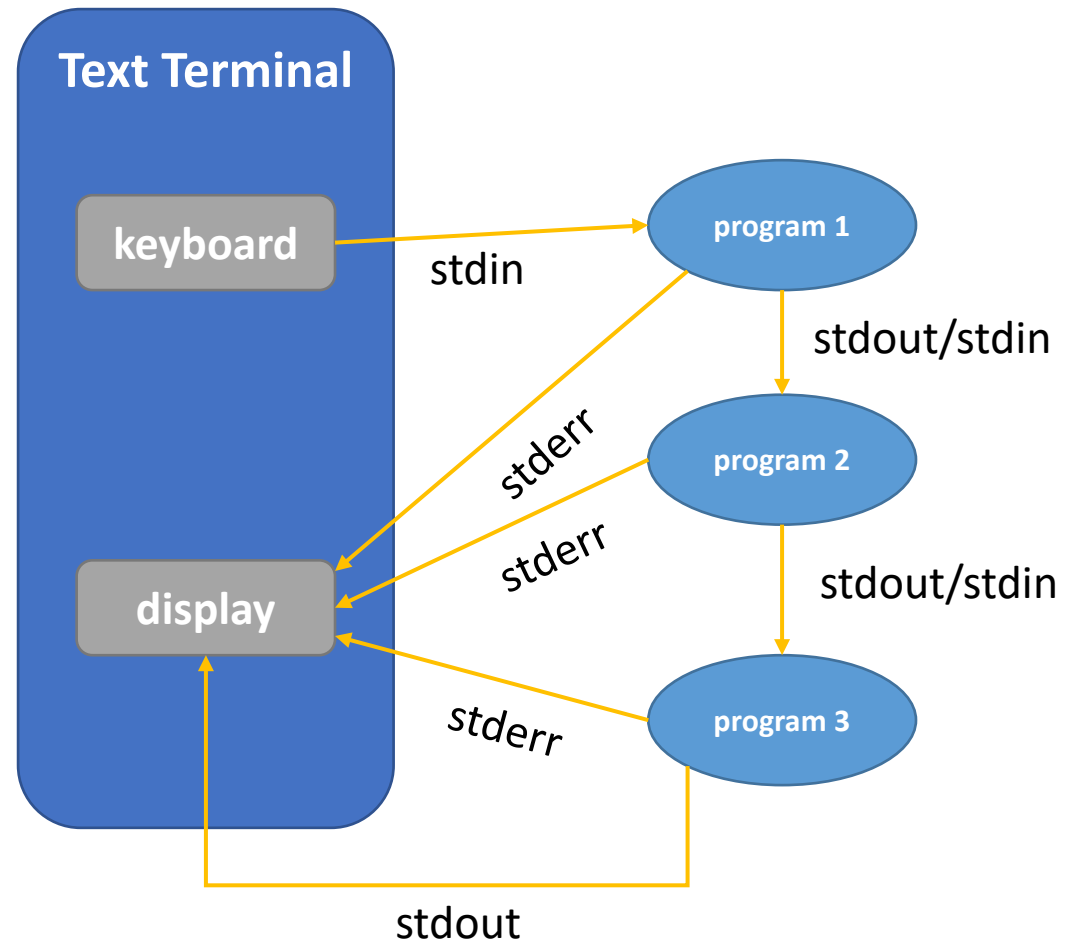 Text Terminal
keyboard
stdin
program 1
stdout/stdin
stderr
program 2
stderr
stdout/stdin
display
stderr
program 3
stdout